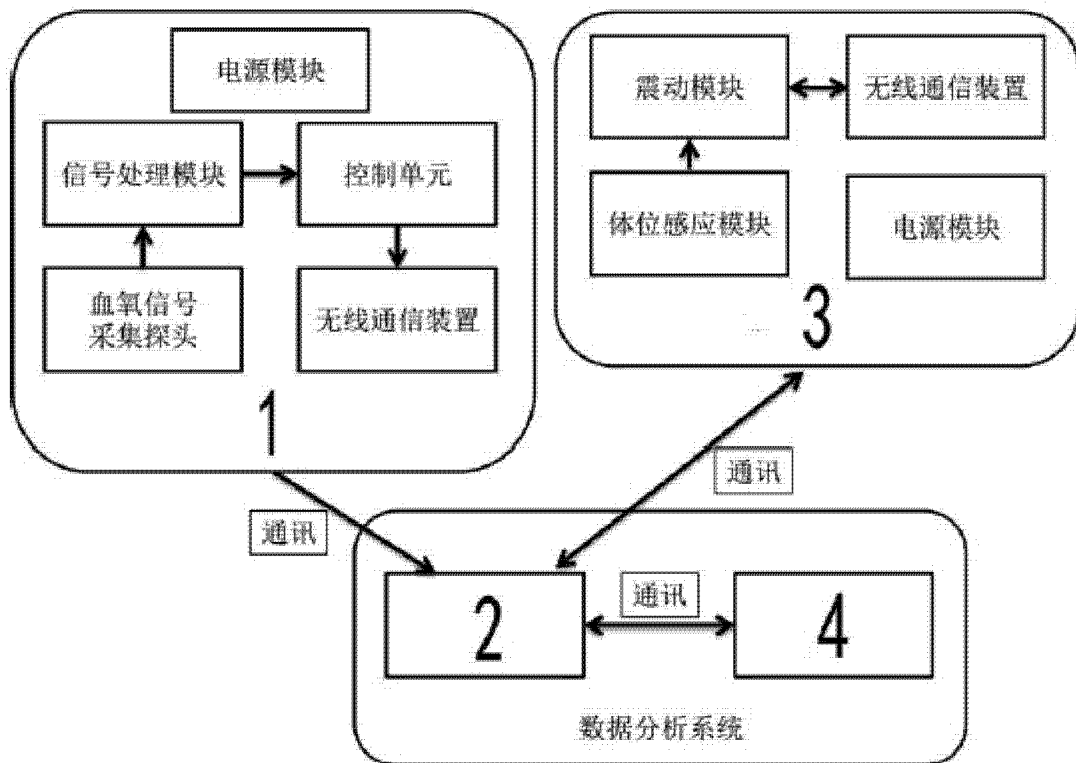 电源模块
信号处理模块
控制单元
血氧信号
采集探头
无线通信装置
1
震动模块
无线通信装置
体位感应模块
电源模块
3
通讯
通讯
2
通讯
4
数据分析系统